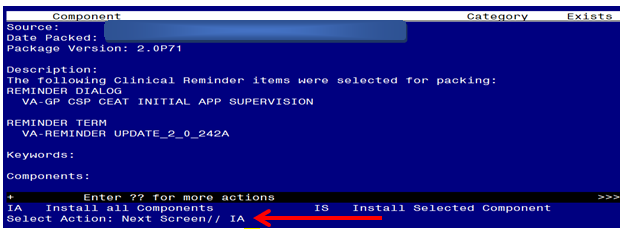 Component Category Exists
Source:
Date Packed:
Package Version: 2.0P71
Description:
The following Clinical Reminder items were selected for packing:
REMINDER DIALOG
VA-GP CSP CEAT INITIAL APP SUPERVISION
REMINDER TERM
VA-REMINDER UPDATE_2_0_242A
Keywords:
Components:
+ Enter ?? for more actions >>>
IA Install all Components IS Install Selected Component
Select Action: Next Screen// IA